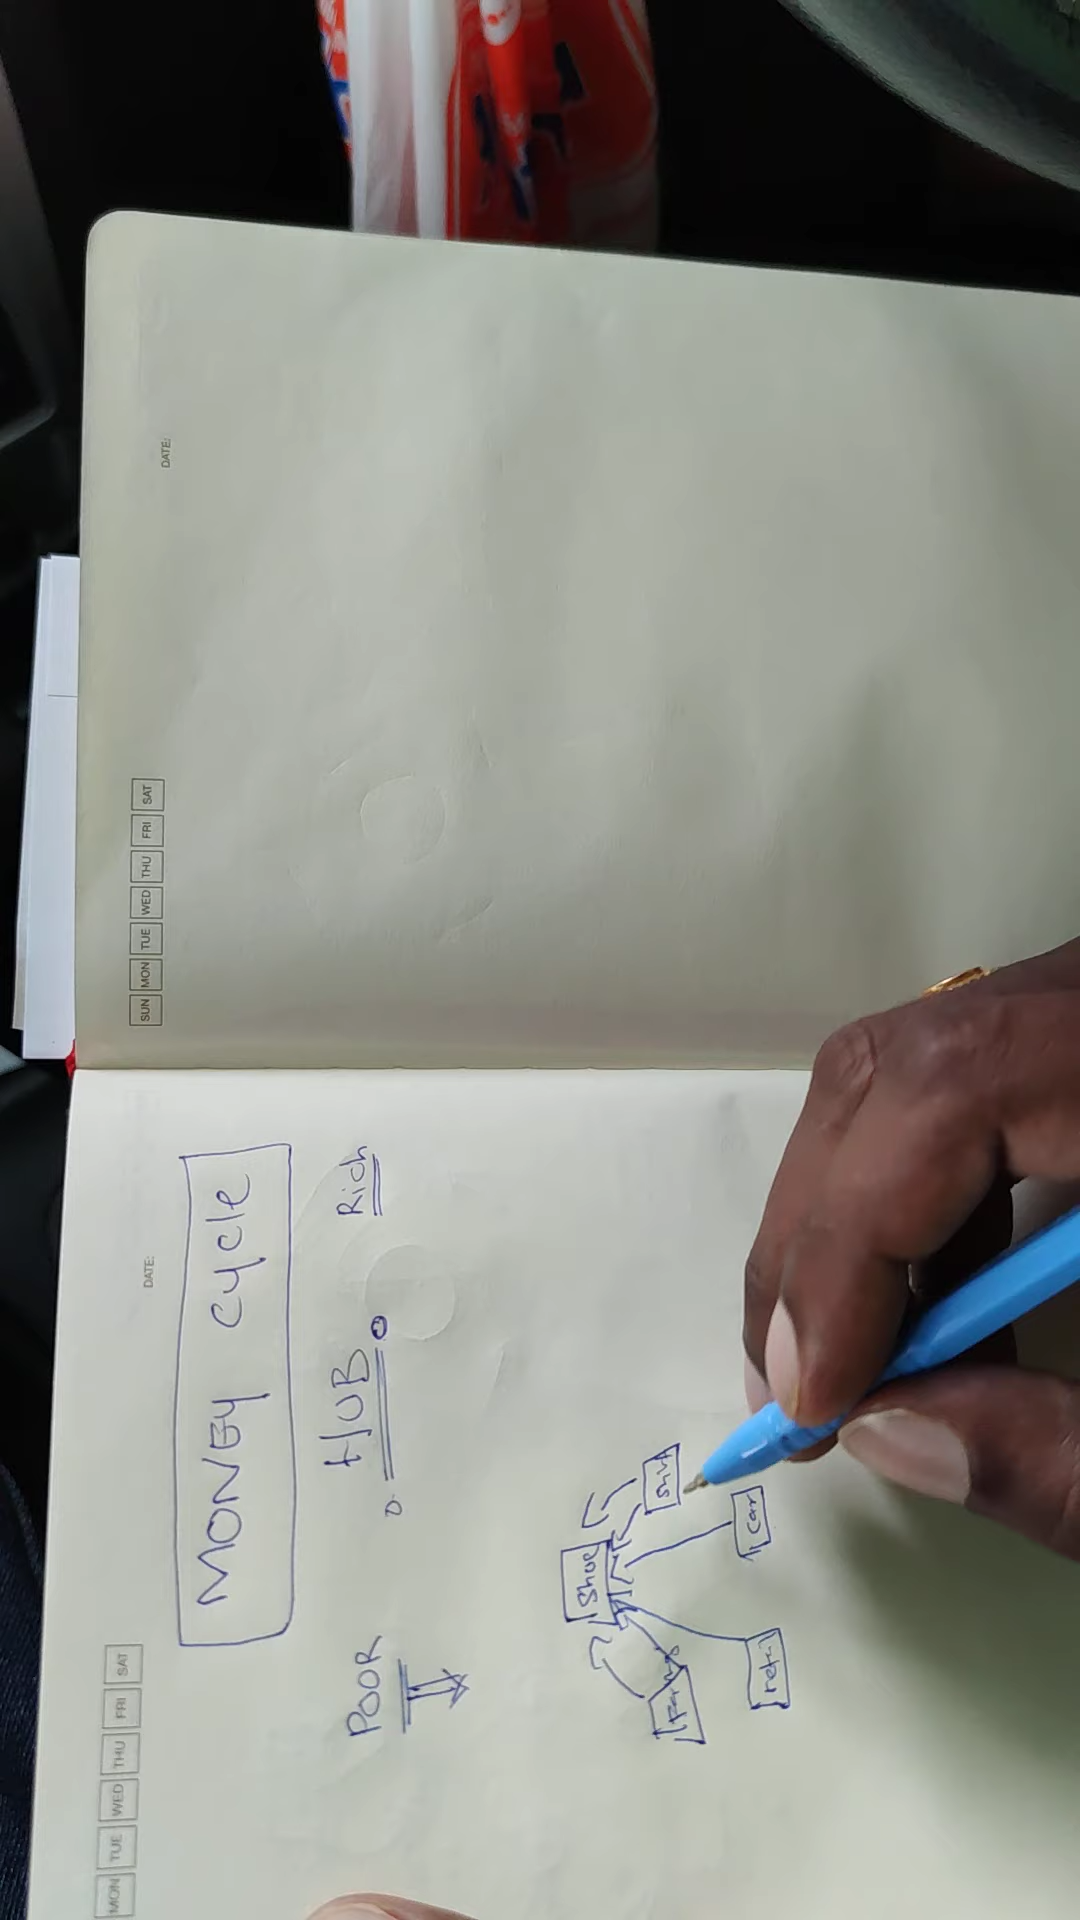 DATE:
SUN MON TUE WED THU FRI SAT
DATE:
MON TUE WED THU FRI SAT
MONEY CYCLE
POOR HUB Rich
Shoe
Car